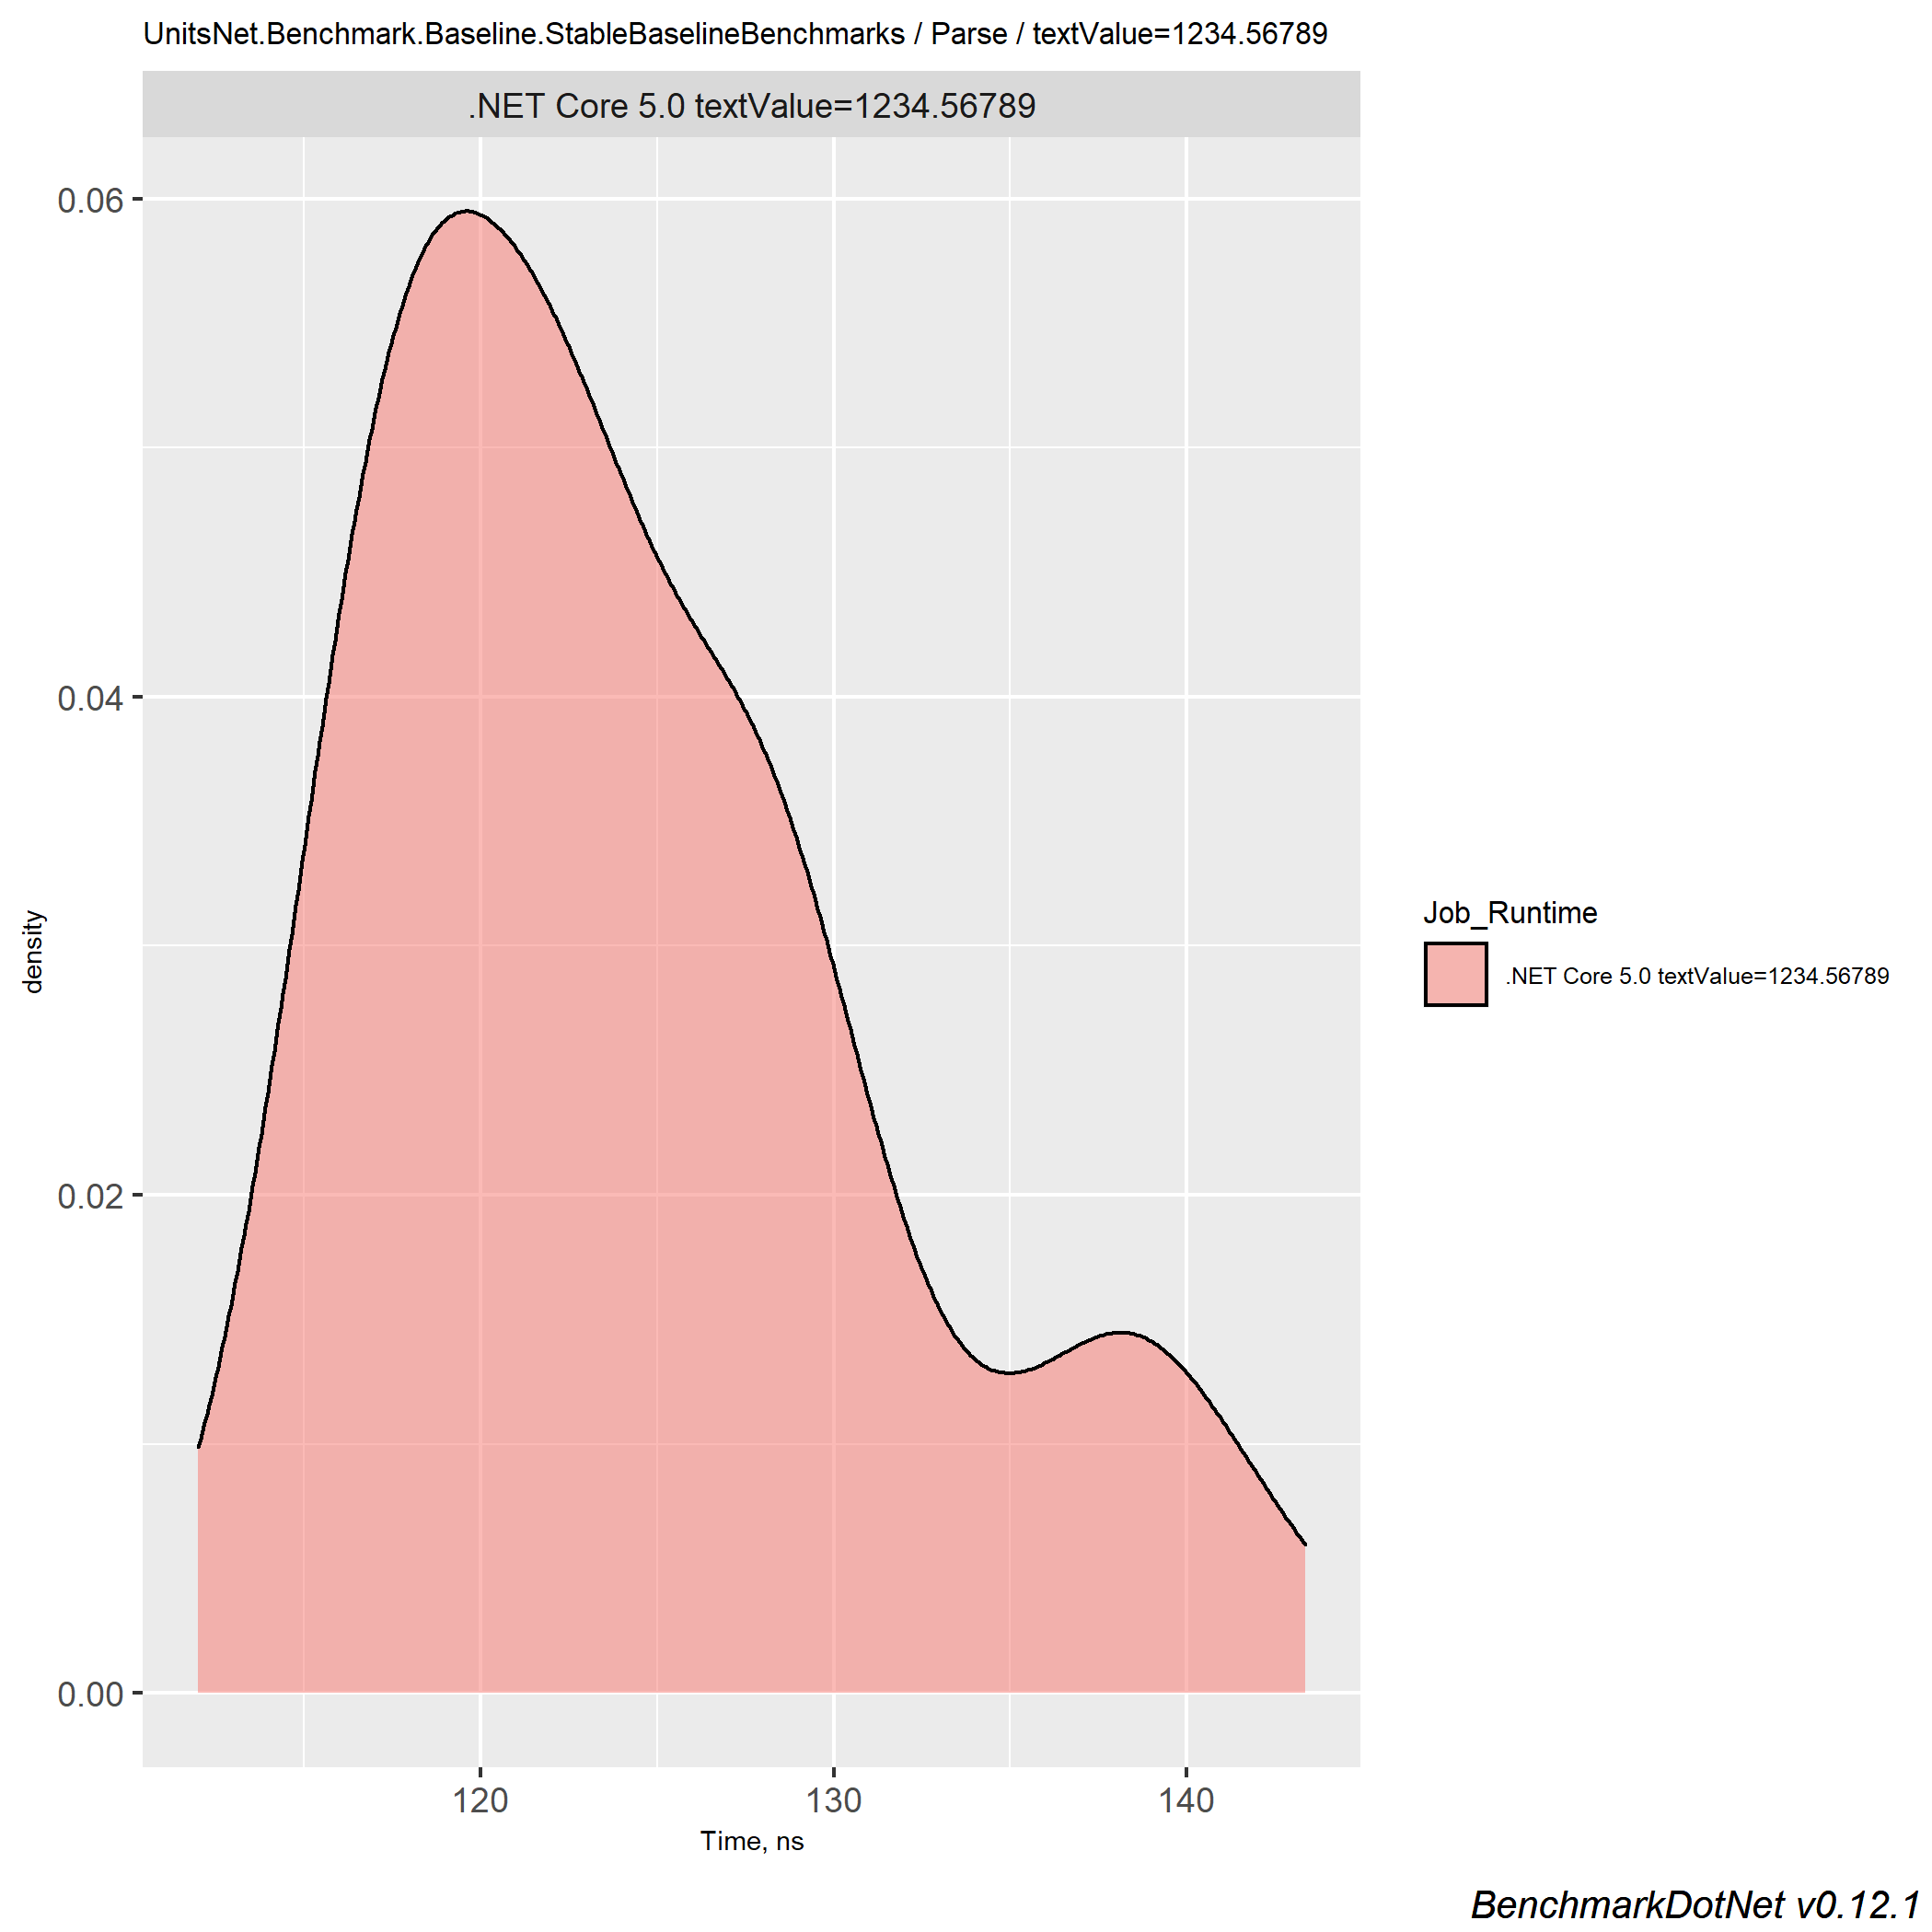 UnitsNet.Benchmark.Baseline.StableBaselineBenchmarks / Parse / textValue=1234.56789
.NET Core 5.0 textValue=1234.56789
0.06
0.04
0.02
0.00
density
120 130 140
Time, ns
Job_Runtime
.NET Core 5.0 textValue=1234.56789
BenchmarkDotNet v0.12.1